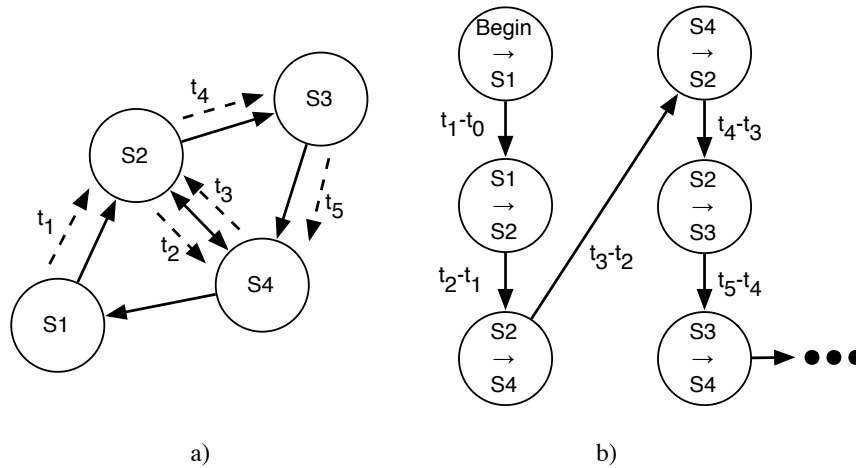 t4
S3
S2
t3
t5
t1
t2
S4
S1
a)
Begin
→
S1
t1-t0
S1
→
S2
t2-t1
S2
→
S4
t3-t2
S4
→
S2
t4-t3
S2
→
S3
t5-t4
S3
→
S4
b)